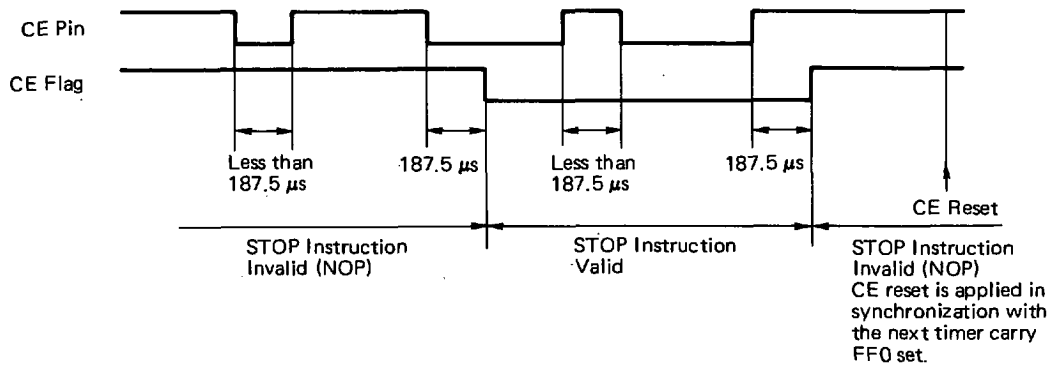 CE Pin
CE Flag
Less than
187.5 μs
187.5 μs
Less than
187.5 μs
187.5 μs
CE Reset
STOP Instruction
Invalid (NOP)
STOP Instruction
Valid
STOP Instruction
Invalid (NOP)
CE reset is applied in
synchronization with
the next timer carry
FF0 set.